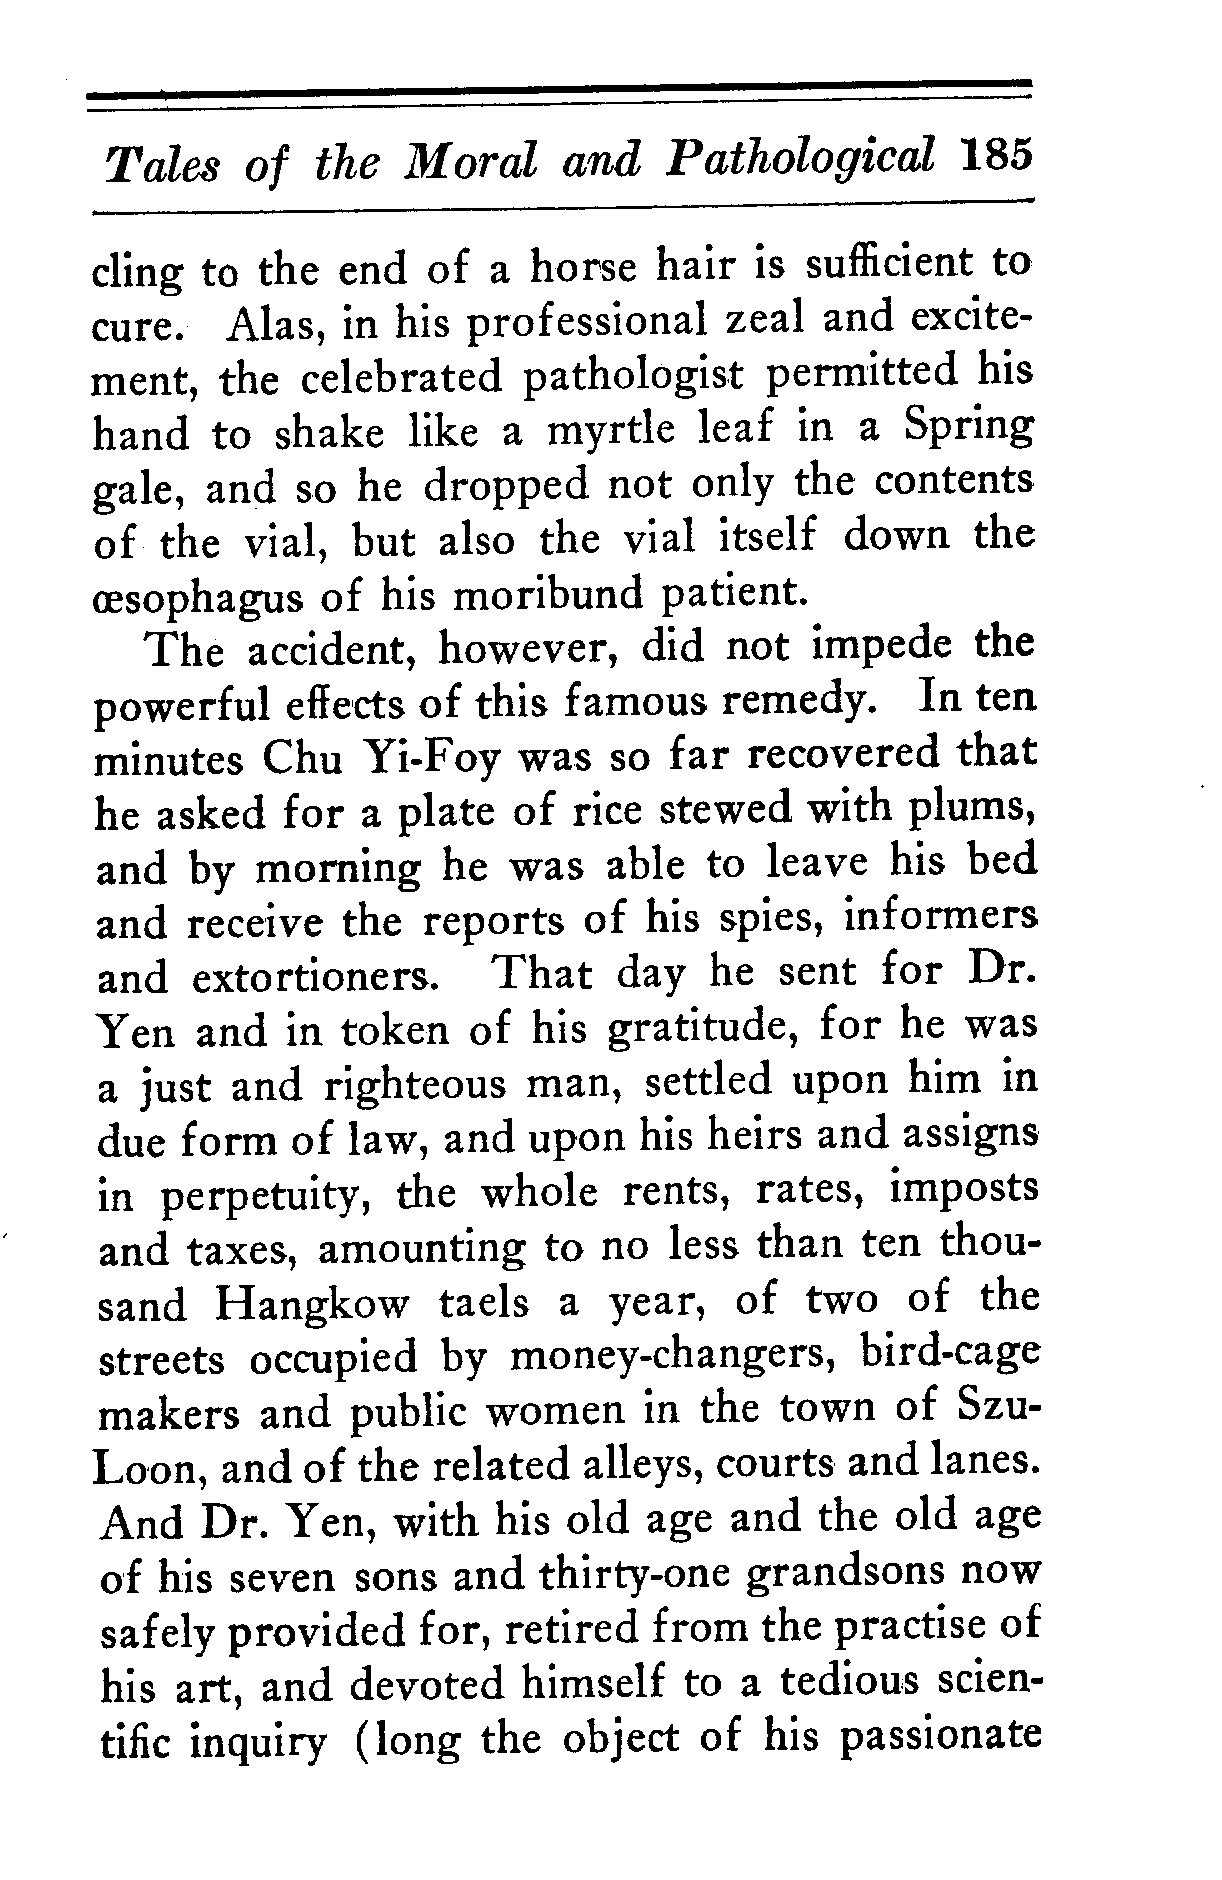 Tales of the Moral and Pathological 185
cling to the end of a horse hair is sufficient to
cure. Alas, in his professional zeal and excite-
ment, the celebrated pathologist permitted his
hand to shake like a myrtle leaf in a Spring
gale, and so he dropped not only the contents
of the vial, but also the vial itself down the
œsophagus of his moribund patient.
The accident, however, did not impede the
powerful effects of this famous remedy. In ten
minutes Chu Yi-Foy was so far recovered that
he asked for a plate of rice stewed with plums,
and by morning he was able to leave his bed
and receive the reports of his spies, informers
and extortioners. That day he sent for Dr.
Yen and in token of his gratitude, for he was
a just and righteous man, settled upon him in
due form of law, and upon his heirs and assigns
in perpetuity, the whole rents, rates, imposts
and taxes, amounting to no less than ten thou-
sand Hangkow taels a year, of two of the
streets occupied by money-changers, bird-cage
makers and public women in the town of Szu-
Loon, and of the related alleys, courts and lanes.
And Dr. Yen, with his old age and the old age
of his seven sons and thirty-one grandsons now
safely provided for, retired from the practise of
his art, and devoted himself to a tedious scien-
tific inquiry (long the object of his passionate